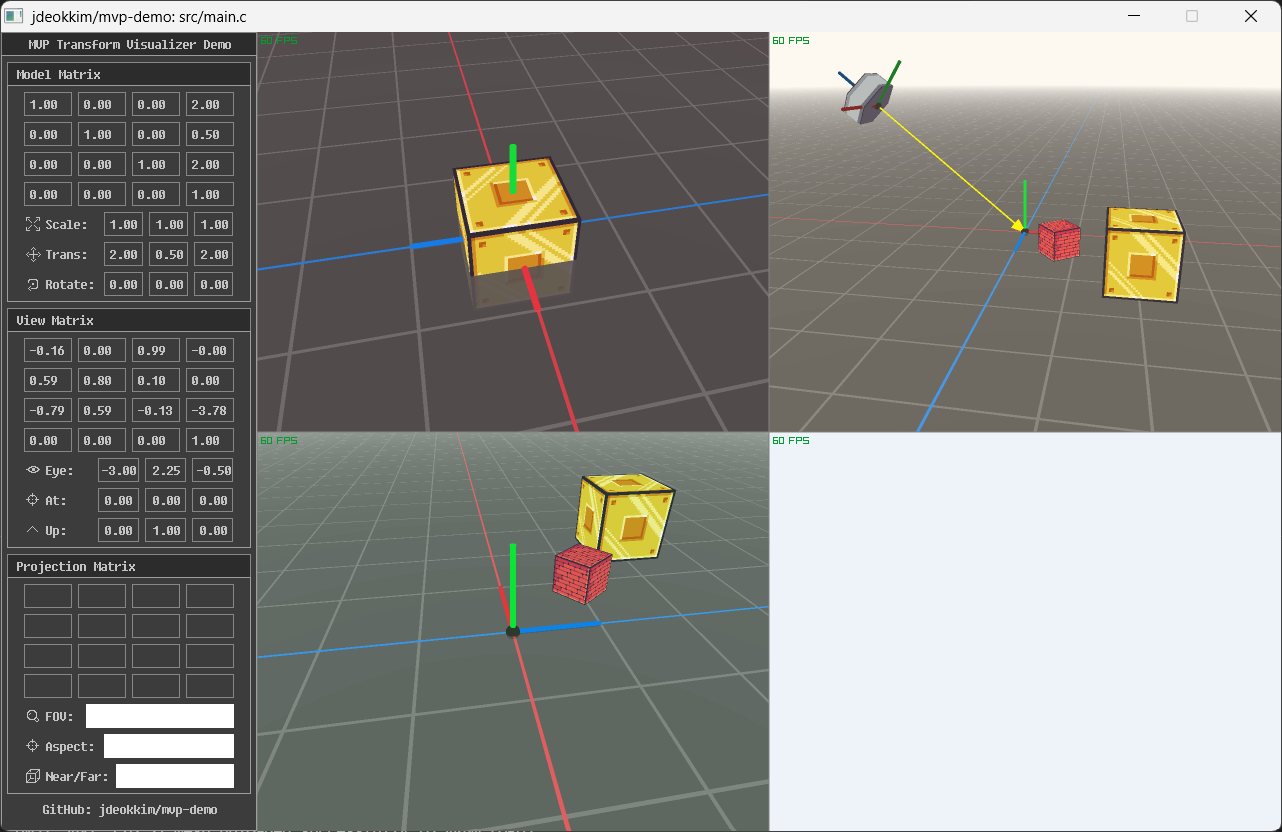 jdeokkim/mvp-demo: src/main.c
MVP Transform Visualizer Demo
Model Matrix
1.00 0.00 0.00 2.00
0.00 1.00 0.00 0.50
0.00 0.00 1.00 2.00
0.00 0.00 0.00 1.00
Scale: 1.00 1.00 1.00
Trans: 2.00 0.50 2.00
Rotate: 0.00 0.00 0.00
View Matrix
-0.16 0.00 0.99 -0.00
0.59 0.80 0.10 0.00
-0.79 0.59 -0.13 -3.78
0.00 0.00 0.00 1.00
Eye: -3.00 2.25 -0.50
At: 0.00 0.00 0.00
Up: 0.00 1.00 0.00
Projection Matrix
FOV:
Aspect:
Near/Far:
GitHub: jdeokkim/mvp-demo
60 FPS
60 FPS
60 FPS
60 FPS